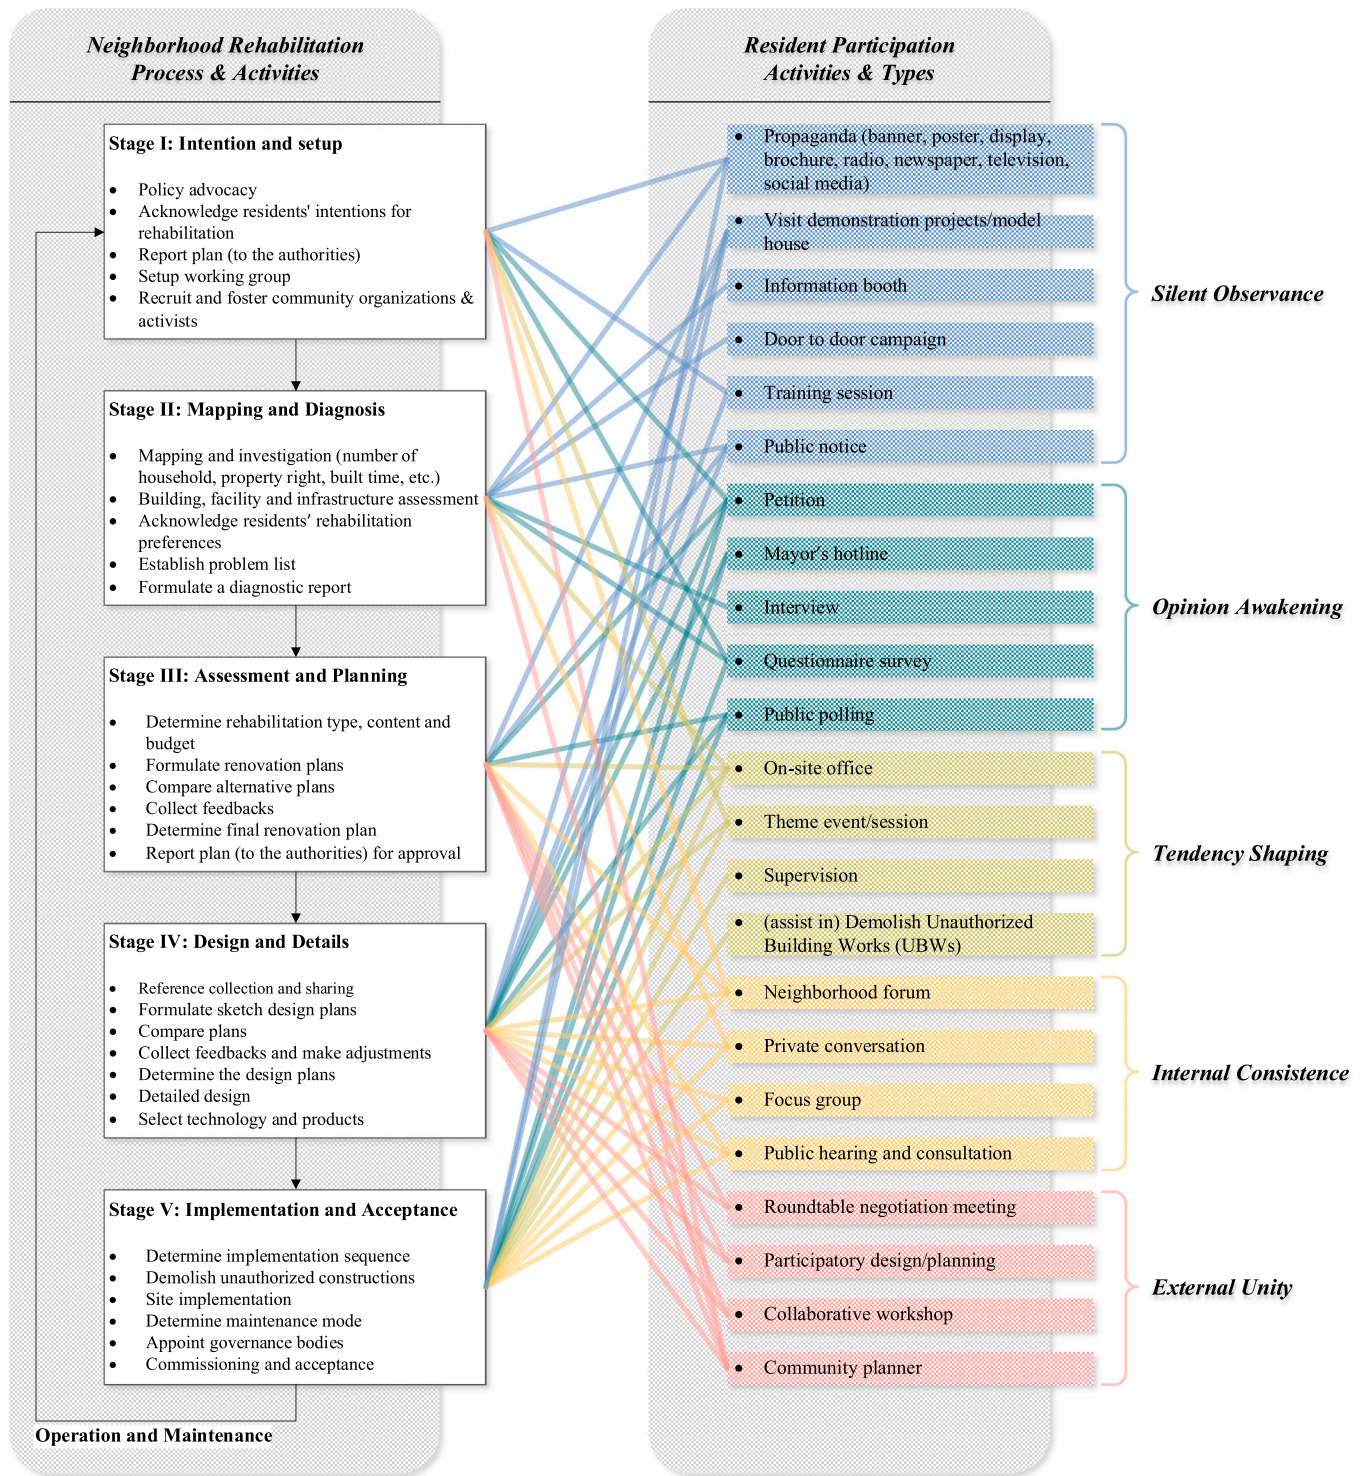 Neighborhood Rehabilitation
Process & Activities
Stage I: Intention and setup
• Policy advocacy
• Acknowledge residents' intentions for
rehabilitation
• Report plan (to the authorities)
• Setup working group
• Recruit and foster community organizations &
activists
Stage II: Mapping and Diagnosis
• Mapping and investigation (number of
household, property right, built time, etc.)
• Building, facility and infrastructure assessment
• Acknowledge residents’ rehabilitation
preferences
• Establish problem list
• Formulate a diagnostic report
Stage III: Assessment and Planning
• Determine rehabilitation type, content and
budget
• Formulate renovation plans
• Compare alternative plans
• Collect feedbacks
• Determine final renovation plan
• Report plan (to the authorities) for approval
Stage IV: Design and Details
• Reference collection and sharing
• Formulate sketch design plans
• Compare plans
• Collect feedbacks and make adjustments
• Determine the design plans
• Detailed design
• Select technology and products
Stage V: Implementation and Acceptance
• Determine implementation sequence
• Demolish unauthorized constructions
• Site implementation
• Determine maintenance mode
• Appoint governance bodies
• Commissioning and acceptance
Operation and Maintenance
Resident Participation
Activities & Types
• Propaganda (banner, poster, display,
brochure, radio, newspaper, television,
social media)
• Visit demonstration projects/model
house
• Information booth
• Door to door campaign
• Training session
• Public notice
Silent Observance
• Petition
• Mayor's hotline
• Interview
• Questionnaire survey
• Public polling
Opinion Awakening
• On-site office
• Theme event/session
• Supervision
• (assist in) Demolish Unauthorized
Building Works (UBWs)
Tendency Shaping
• Neighborhood forum
• Private conversation
• Focus group
• Public hearing and consultation
Internal Consistence
• Roundtable negotiation meeting
• Participatory design/planning
• Collaborative workshop
• Community planner
External Unity